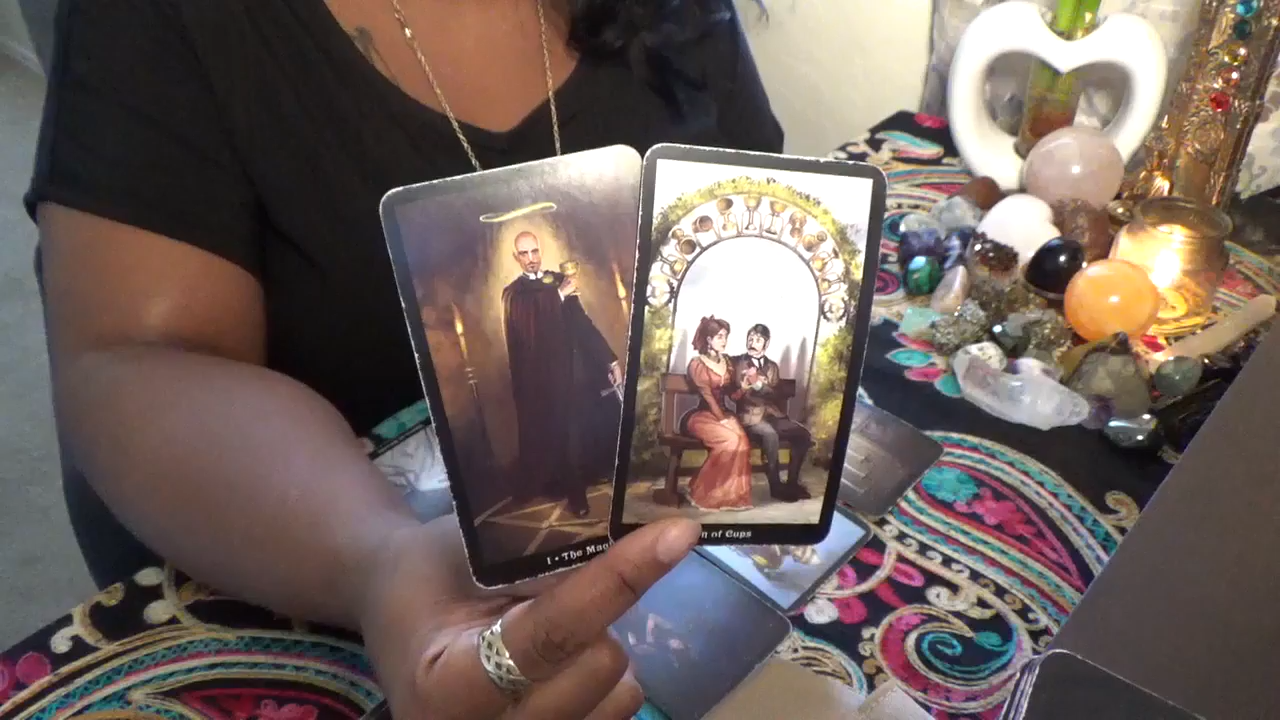 I • The Mag
n of Cups